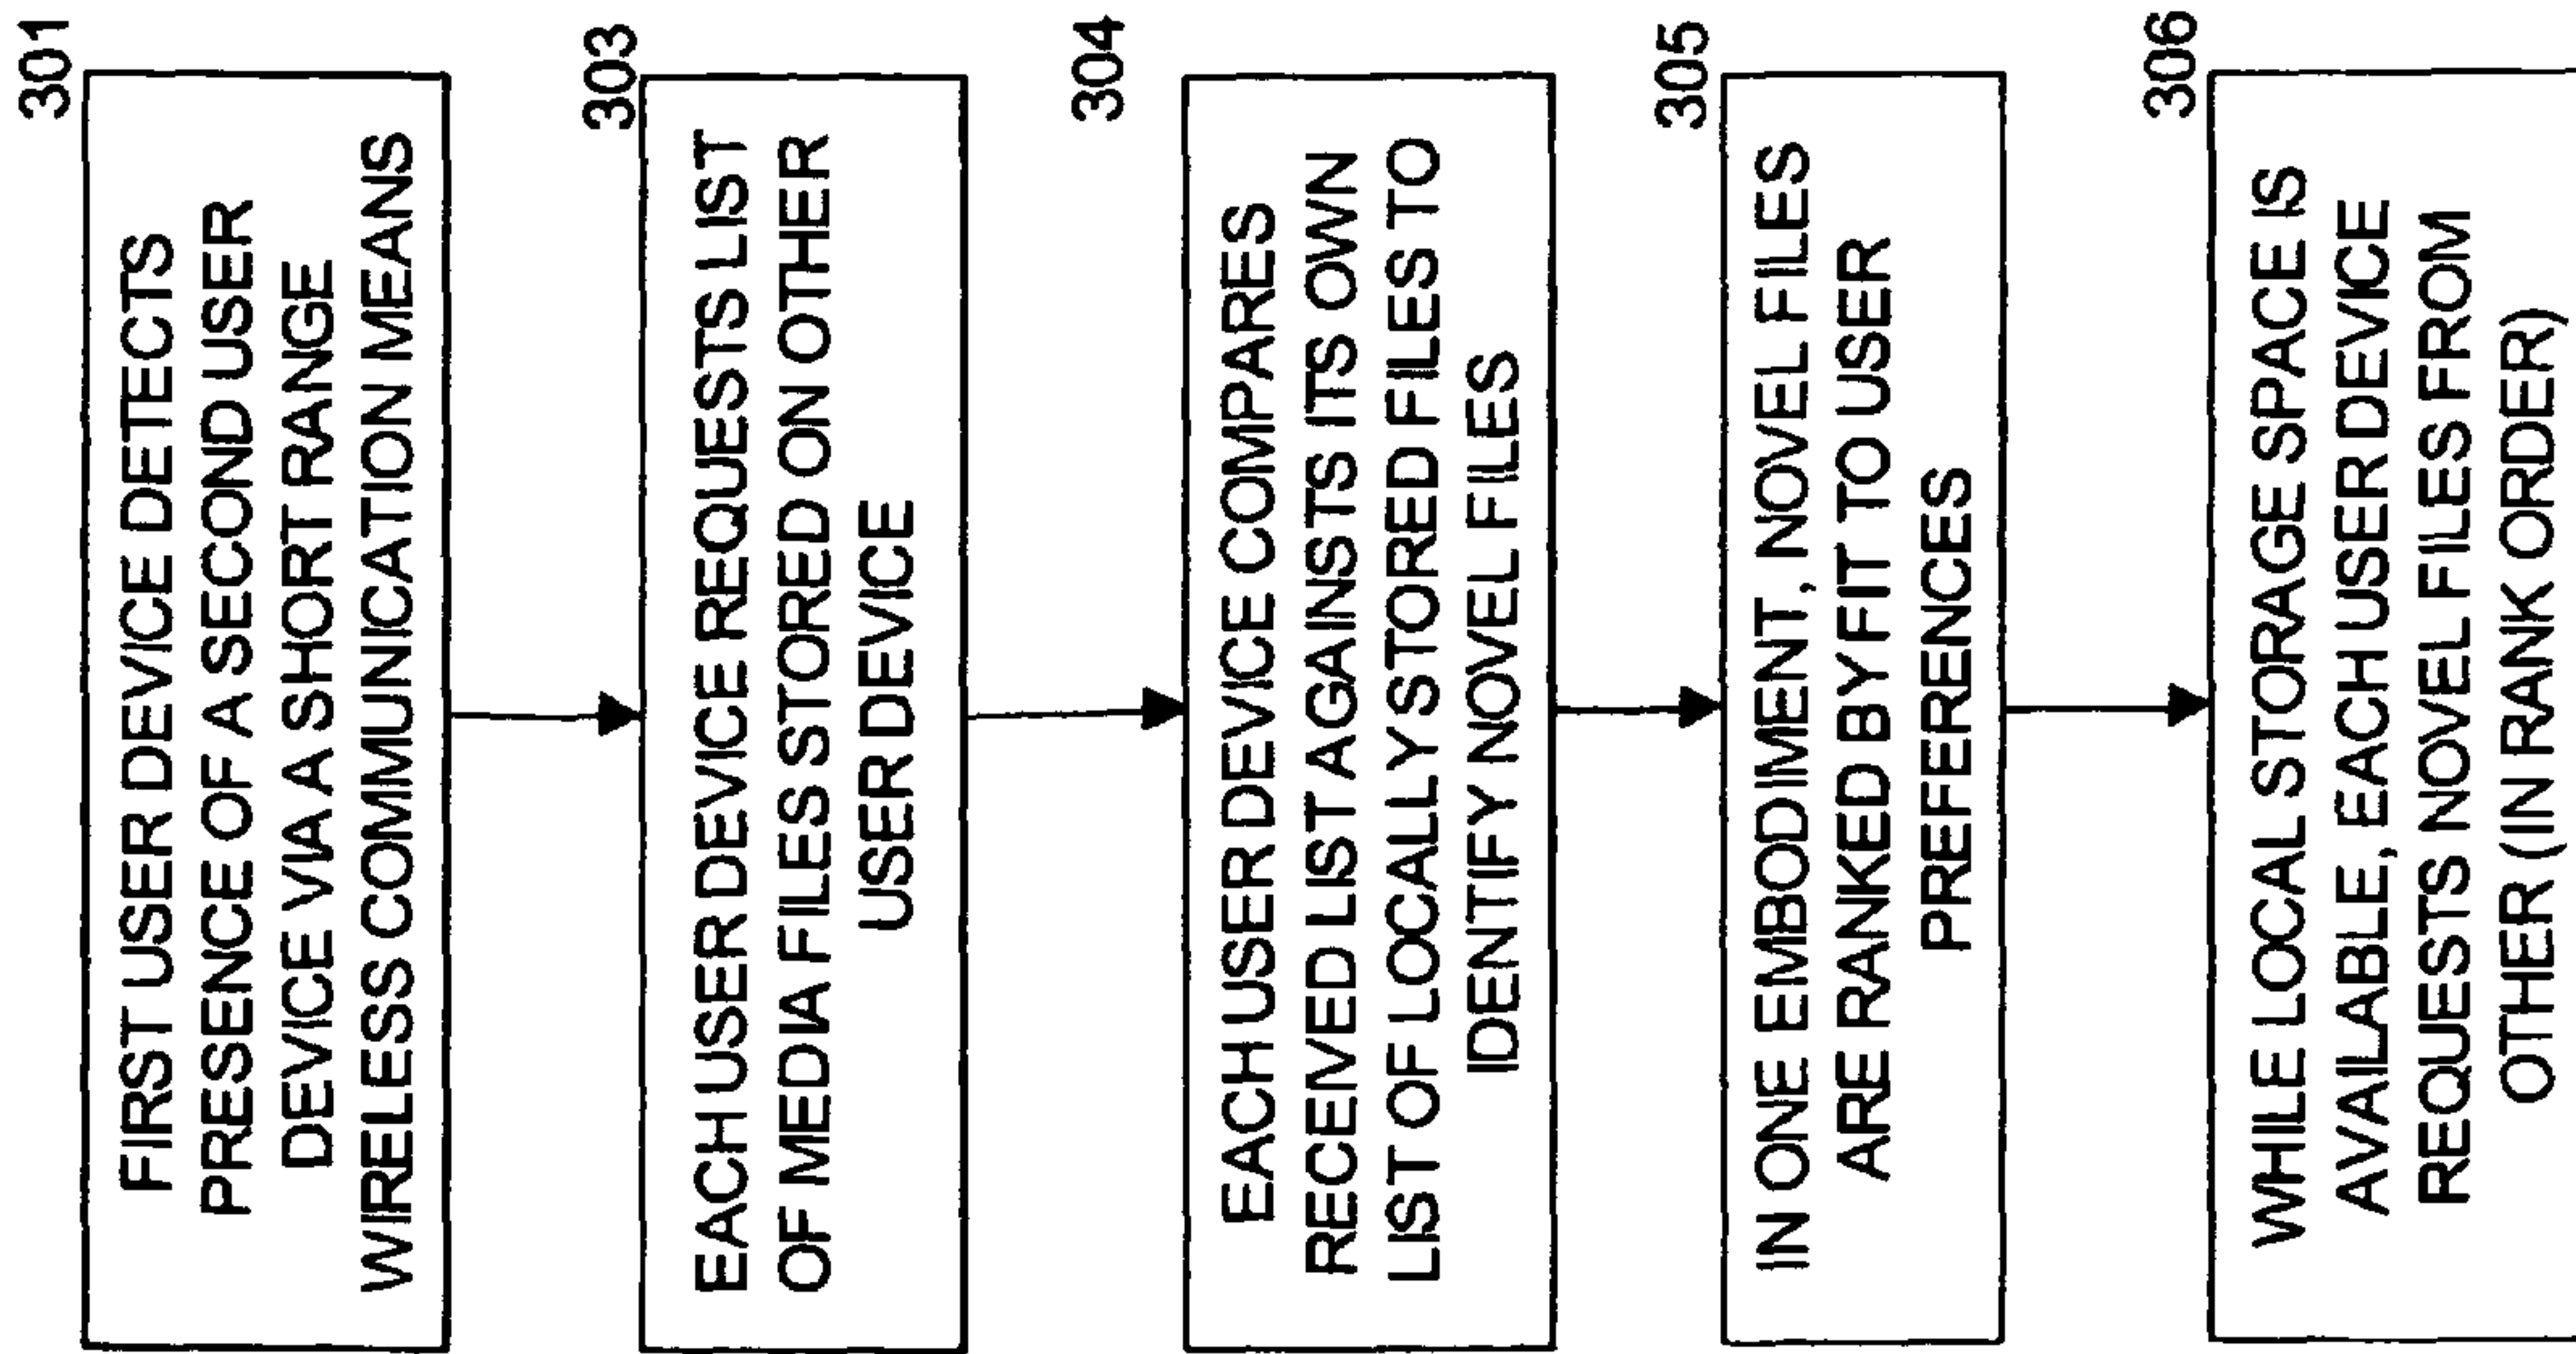 301
FIRST USER DEVICE DETECTS
PRESENCE OF A SECOND USER
DEVICE VIA A SHORT RANGE
WIRELESS COMMUNICATION MEANS
303
EACH USER DEVICE REQUESTS LIST
OF MEDIA FILES STORED ON OTHER
USER DEVICE
304
EACH USER DEVICE COMPARES
RECEIVED LIST AGAINSTS ITS OWN
LIST OF LOCALLY STORED FILES TO
IDENTIFY NOVEL FILES
305
IN ONE EMBODIMENT, NOVEL FILES
ARE RANKED BY FIT TO USER
PREFERENCES
306
WHILE LOCAL STORAGE SPACE IS
AVAILABLE, EACH USER DEVICE
REQUESTS NOVEL FILES FROM
OTHER (IN RANK ORDER)